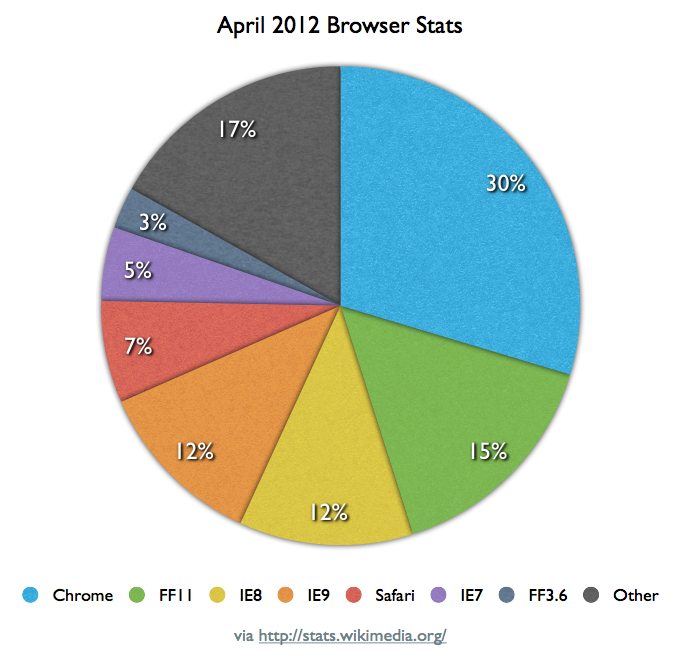 April 2012 Browser Stats
17%
30%
3%
5%
7%
12%
15%
12%
Chrome FF11 IE8 IE9 Safari IE7 FF3.6 Other
via http://stats.wikimedia.org/